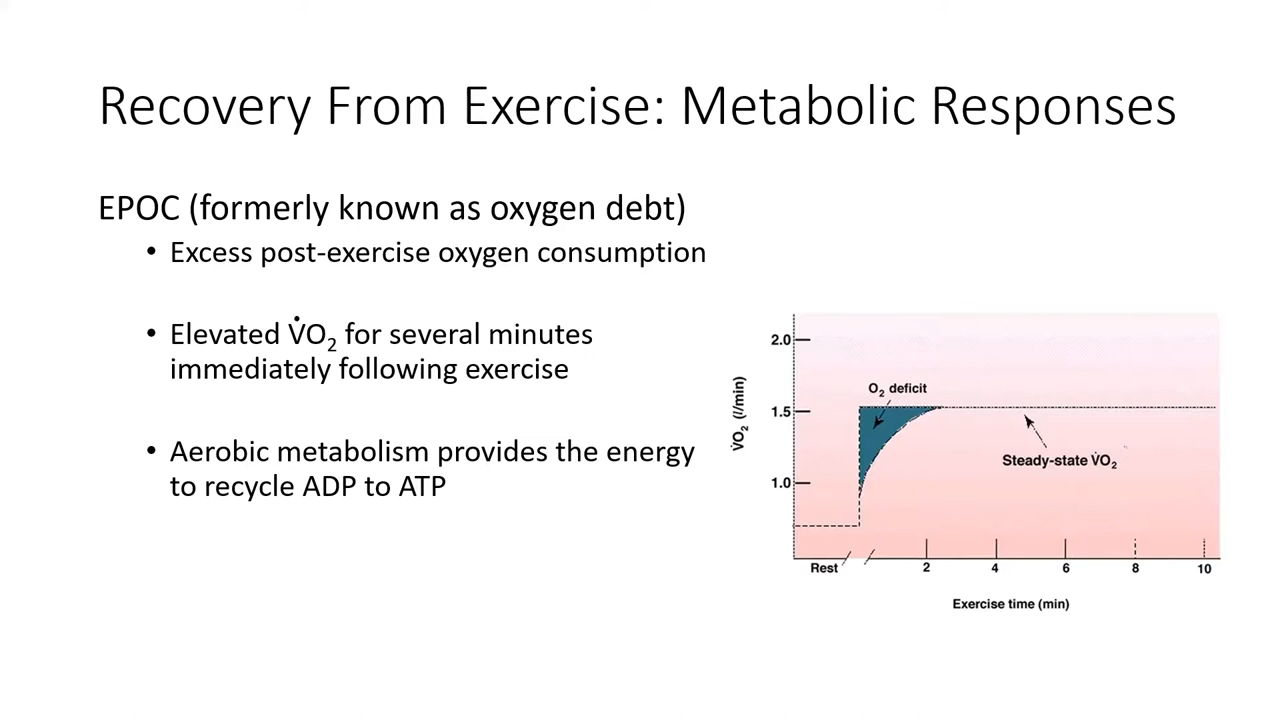 Recovery From Exercise: Metabolic Responses
EPOC (formerly known as oxygen debt)
• Excess post-exercise oxygen consumption
• Elevated V̇O₂ for several minutes
immediately following exercise
• Aerobic metabolism provides the energy
to recycle ADP to ATP
2.0
O₂ deficit
1.5
V̇O₂ (l/min)
Steady-state V̇O₂
1.0
Rest 2 4 6 8 10
Exercise time (min)